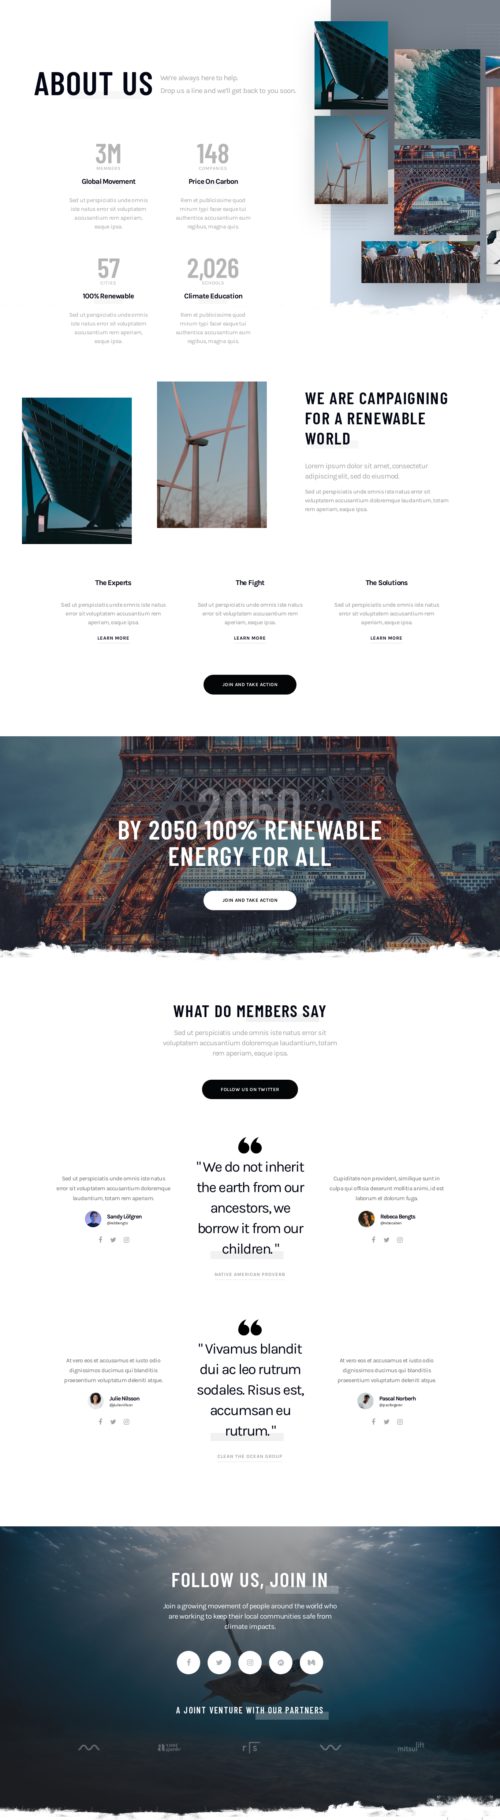 ABOUT US
We're always here to help.
Drop us a line and we'll get back to you soon.
3M
MEMBERS
Global Movement
Sed ut perspiciatis unde omnis
iste natus error sit voluptatem
accusantium rem aperiam,
eaque ipsa.
148
COMPANIES
Price On Carbon
Rem at publicissime quod
minum typi facer eaque tui
authentica accusantium eum
regibus, magna quis.
57
CITIES
100% Renewable
Sed ut perspiciatis unde omnis
iste natus error sit voluptatem
accusantium rem aperiam,
eaque ipsa.
2,026
SCHOOLS
Climate Education
Rem at publicissime quod
minum typi facer eaque tui
authentica accusantium eum
regibus, magna quis.
WE ARE CAMPAIGNING
FOR A RENEWABLE
WORLD
Lorem ipsum dolor sit amet, consectetur
adipiscing elit, sed do eiusmod.
Sed ut perspiciatis unde omnis iste natus error sit
voluptatem accusantium doloremque laudantium, totam
rem aperiam, eaque ipsa.
The Experts
Sed ut perspiciatis unde omnis iste natus
error sit voluptatem accusantium rem
aperiam, eaque ipsa.
LEARN MORE
The Fight
Sed ut perspiciatis unde omnis iste natus
error sit voluptatem accusantium rem
aperiam, eaque ipsa.
LEARN MORE
The Solutions
Sed ut perspiciatis unde omnis iste natus
error sit voluptatem accusantium rem
aperiam, eaque ipsa.
LEARN MORE
JOIN AND TAKE ACTION
2050
BY 2050 100% RENEWABLE
ENERGY FOR ALL
JOIN AND TAKE ACTION
WHAT DO MEMBERS SAY
Sed ut perspiciatis unde omnis iste natus error sit
voluptatem accusantium doloremque laudantium, totam
rem aperiam, eaque ipsa.
FOLLOW US ON TWITTER
Sed ut perspiciatis unde omnis iste natus
error sit voluptatem accusantium doloremque
laudantium, totam rem aperiam.
Sandy Löfgren
"We do not inherit
the earth from our
ancestors, we
borrow it from our
children."
NATIVE AMERICAN PROVERB
Cupiditate non provident, similique sunt in
culpa qui officia deserunt mollitia animi, id est
laborum et dolorum fuga.
Rebeca Bengts
At vero eos et accusamus et iusto odio
dignissimos ducimus qui blanditiis
praesentium voluptatum deleniti atque.
Julie Nilsson
"Vivamus blandit
dui ac leo rutrum
sodales. Risus est,
accumsan eu
rutrum."
CLEAN THE OCEAN GROUP
At vero eos et accusamus et iusto odio
dignissimos ducimus qui blanditiis
praesentium voluptatum deleniti atque.
Pascal Norberh
FOLLOW US, JOIN IN
Join a growing movement of people around the world who
are working to keep their local communities safe from
climate impacts.
A JOINT VENTURE WITH OUR PARTNERS
mitsui lift